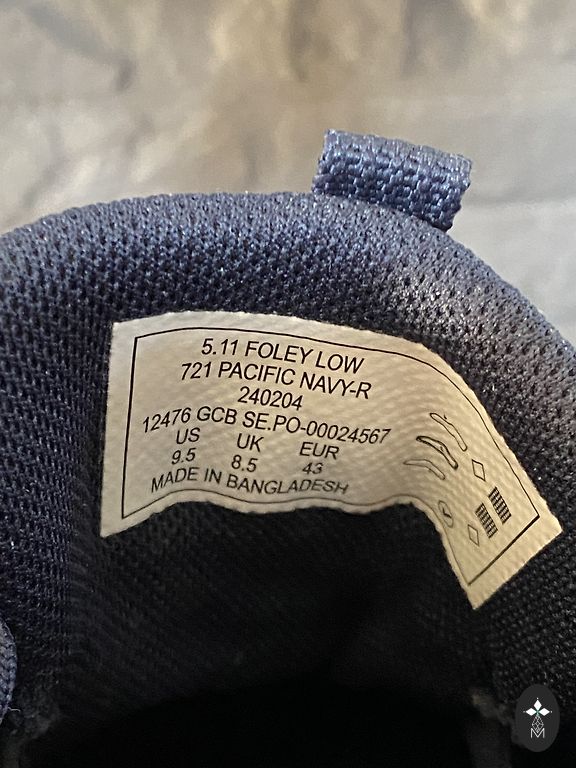 5.11 FOLEY LOW
721 PACIFIC NAVY-R
240204
12476 GCB SE.PO-00024567
US UK EUR
9.5 8.5 43
MADE IN BANGLADESH
M